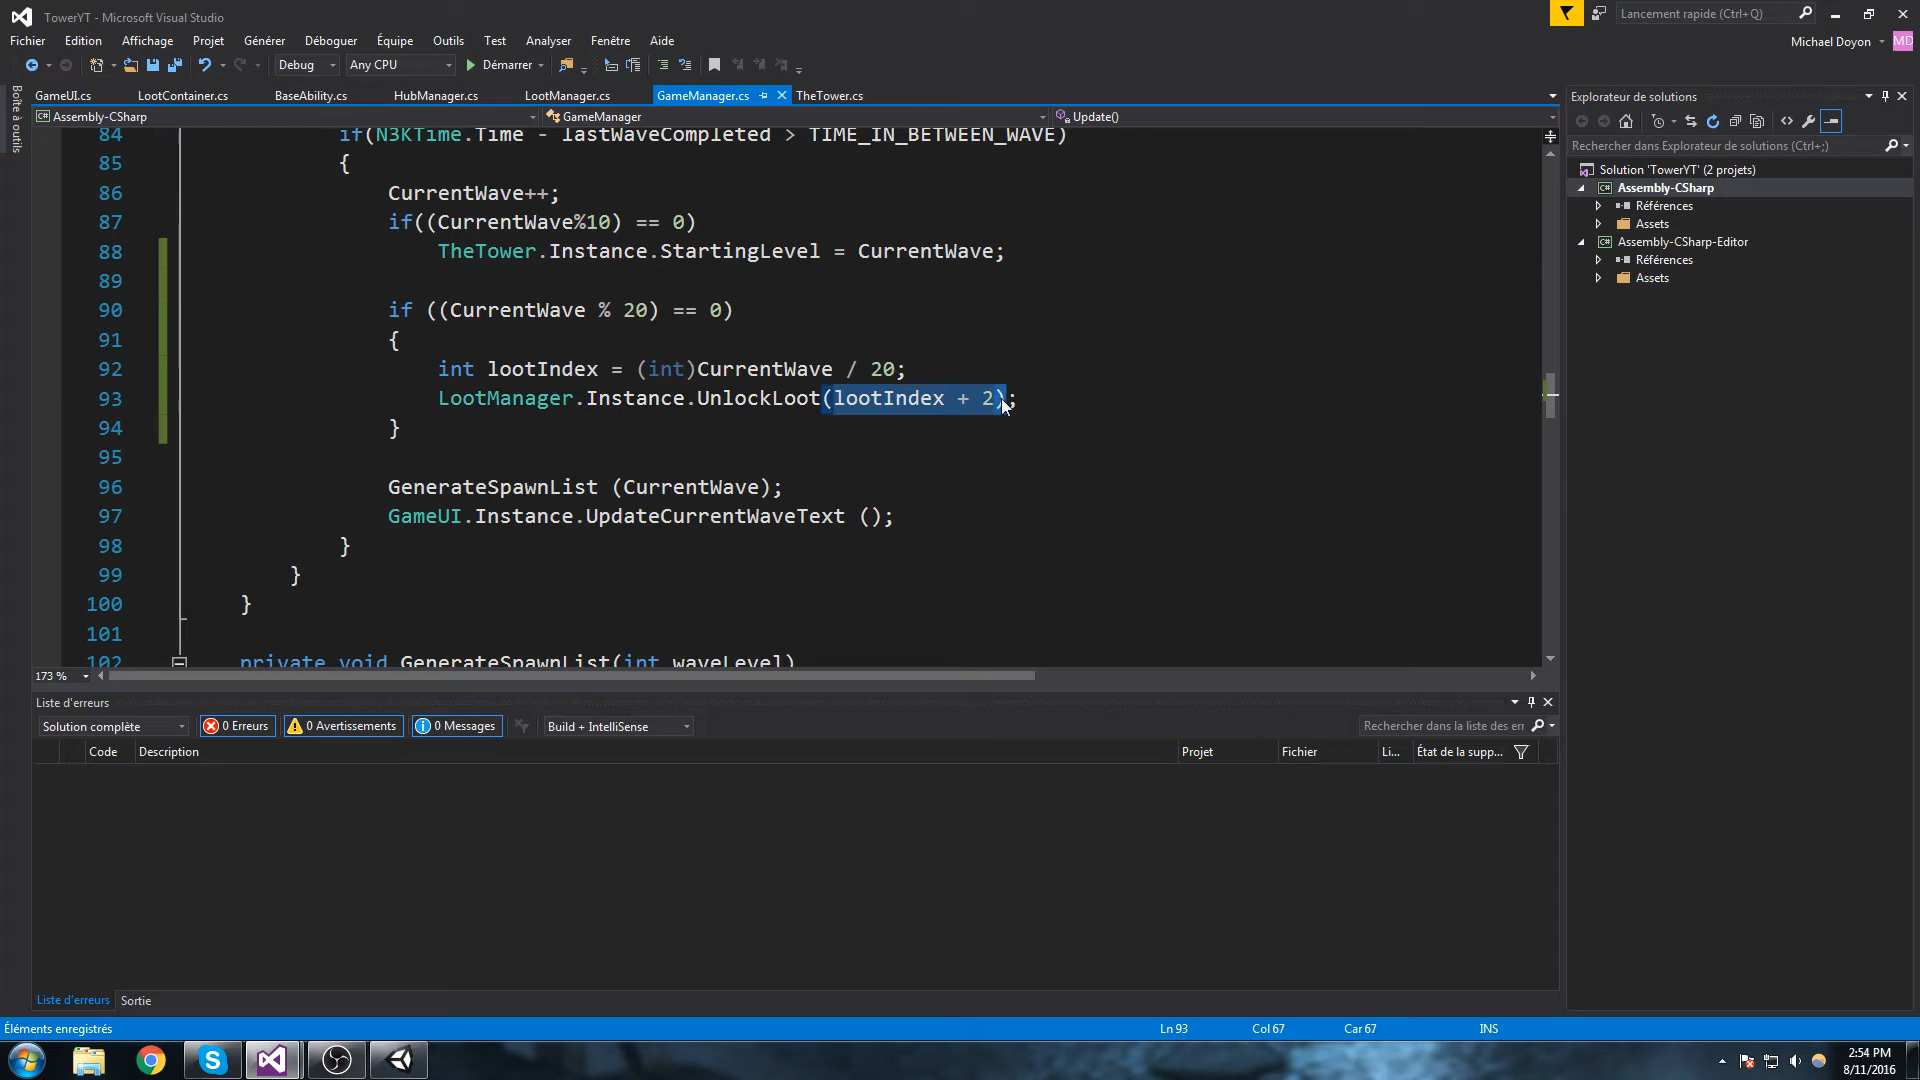 TowerYT - Microsoft Visual Studio
Lancement rapide (Ctrl+Q)
Fichier Edition Affichage Projet Générer Déboguer Équipe Outils Test Analyser Fenêtre Aide
Michael Doyon MD
Debug Any CPU Démarrer
Boîte à outils
GameUI.cs LootContainer.cs BaseAbility.cs HubManager.cs LootManager.cs GameManager.cs TheTower.cs
Assembly-CSharp GameManager Update()
84 if(N3KTime.Time - lastWaveCompleted > TIME_IN_BETWEEN_WAVE)
85 {
86 CurrentWave++;
87 if((CurrentWave%10) == 0)
88 TheTower.Instance.StartingLevel = CurrentWave;
89
90 if ((CurrentWave % 20) == 0)
91 {
92 int lootIndex = (int)CurrentWave / 20;
93 LootManager.Instance.UnlockLoot(lootIndex + 2);
94 }
95
96 GenerateSpawnList (CurrentWave);
97 GameUI.Instance.UpdateCurrentWaveText ();
98 }
99 }
100 }
101
102 private void GenerateSpawnList(int waveLevel)
173 %
Explorateur de solutions
Rechercher dans Explorateur de solutions (Ctrl+;)
Solution 'TowerYT' (2 projets)
C# Assembly-CSharp
Références
Assets
C# Assembly-CSharp-Editor
Références
Assets
Liste d'erreurs
Solution complète 0 Erreurs 0 Avertissements 0 Messages Build + IntelliSense Rechercher dans la liste des err
Code Description Projet Fichier Li... État de la supp...
Liste d'erreurs Sortie
Éléments enregistrés Ln 93 Col 67 Car 67 INS
2:54 PM
8/11/2016